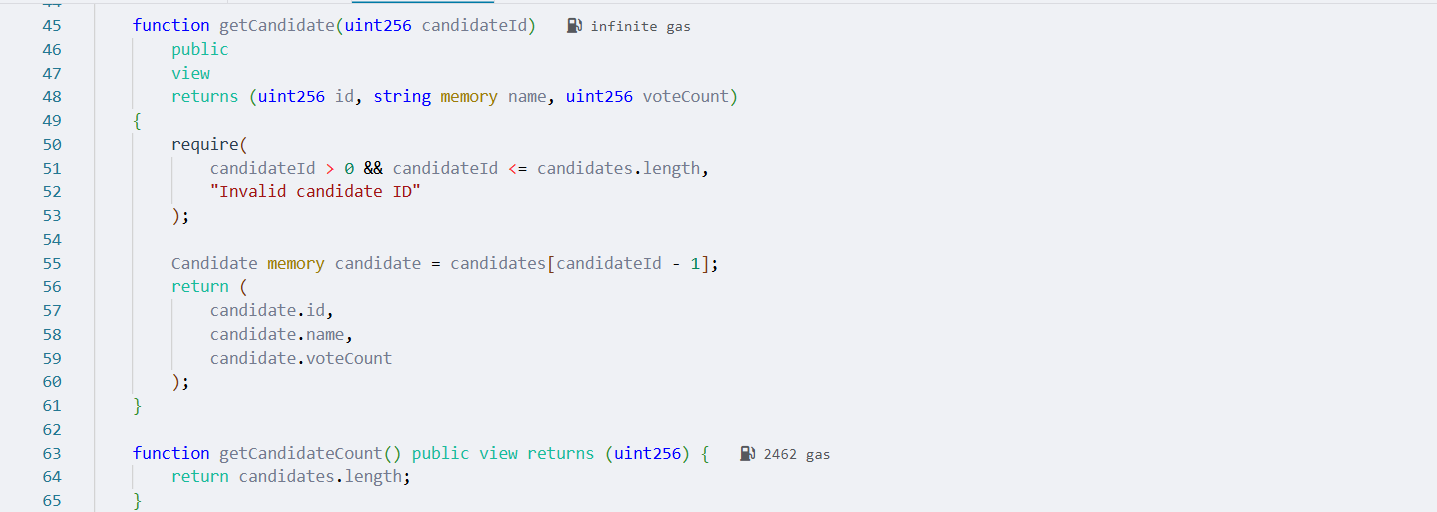 44
45 function getCandidate(uint256 candidateId) infinite gas
46 public
47 view
48 returns (uint256 id, string memory name, uint256 voteCount)
49 {
50 require(
51 candidateId > 0 && candidateId <= candidates.length,
52 "Invalid candidate ID"
53 );
54
55 Candidate memory candidate = candidates[candidateId - 1];
56 return (
57 candidate.id,
58 candidate.name,
59 candidate.voteCount
60 );
61 }
62
63 function getCandidateCount() public view returns (uint256) { 2462 gas
64 return candidates.length;
65 }